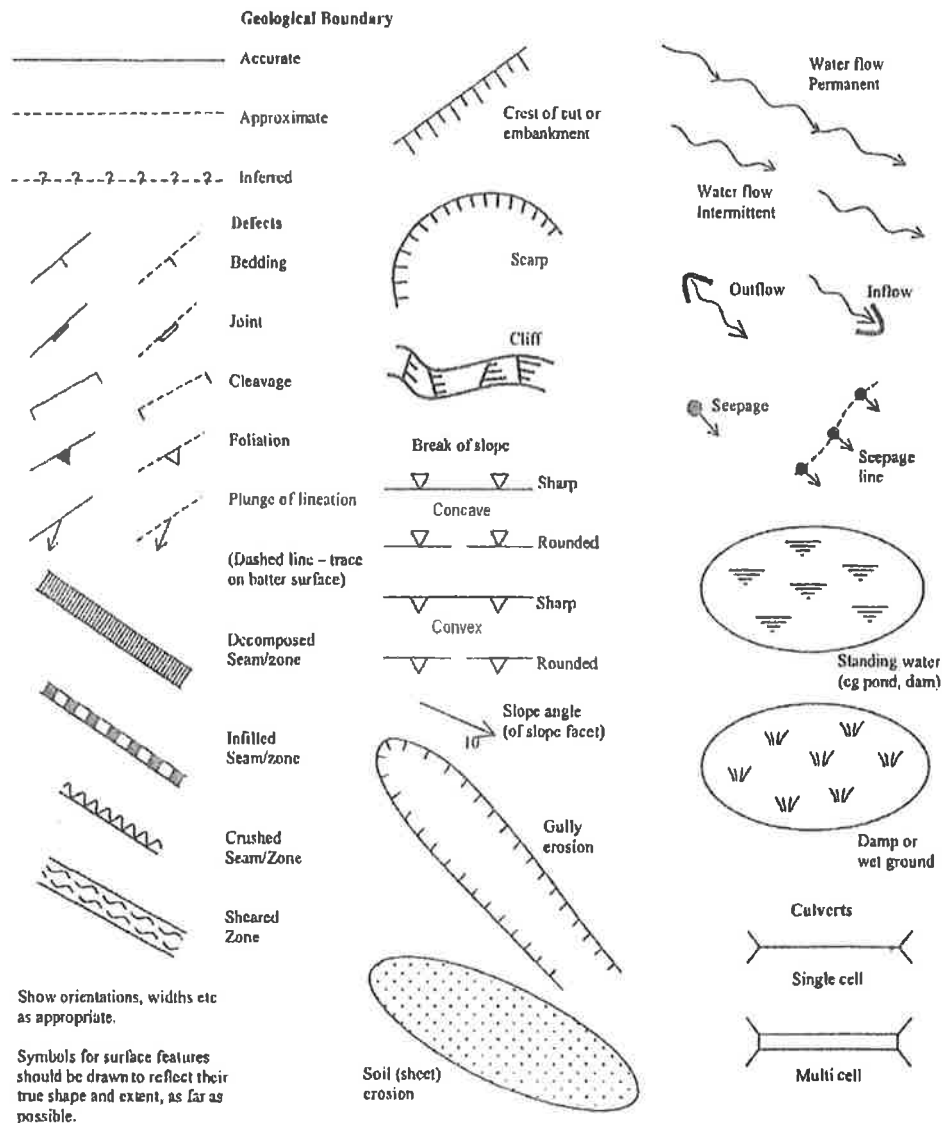 Geological Boundary
Accurate
Approximate
? ? ? ? ? ?
Inferred
Defects
Bedding
Joint
Cleavage
Foliation
Plunge of lineation
(Dashed line – trace
on batter surface)
Decomposed
Seam/zone
Infilled
Seam/zone
Crushed
Seam/Zone
Sheared
Zone
Show orientations, widths etc
as appropriate.
Symbols for surface features
should be drawn to reflect their
true shape and extent, as far as
possible.
Crest of cut or
embankment
Scarp
Cliff
Break of slope
Sharp
Concave
Rounded
Sharp
Convex
Rounded
Slope angle
(of slope facet)
10
Gully
erosion
Soil (sheet)
erosion
Water flow
Permanent
Water flow
Intermittent
Outflow
Inflow
Seepage
Seepage
line
Standing water
(eg pond, dam)
Damp or
wet ground
Culverts
Single cell
Multi cell